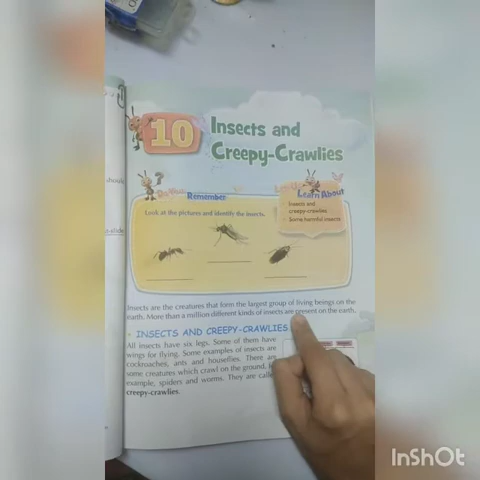 10
Insects and
Creepy-Crawlies
Remember
Learn About
Look at the pictures and identify the insects.
Insects and
creepy-crawlies
Some harmful insects
Insects are the creatures that form the largest group of living beings on the
earth. More than a million different kinds of insects are present on the earth.
INSECTS AND CREEPY-CRAWLIES
All insects have six legs. Some of them have
wings for flying. Some examples of insects are
cockroaches, ants and houseflies. There are
some creatures which crawl on the ground,
example, spiders and worms. They are
creepy-crawlies.
InShOt